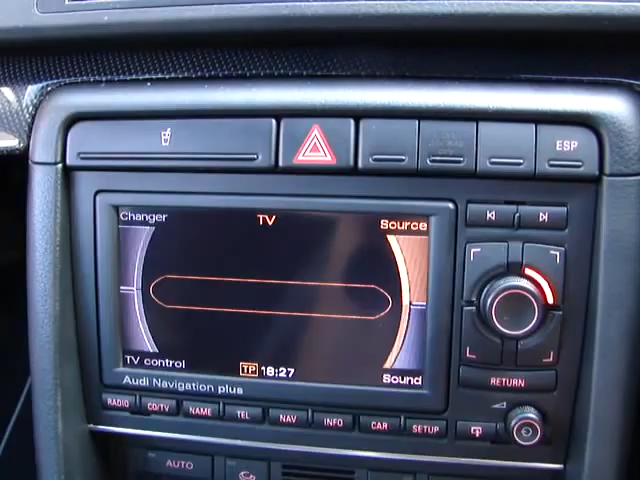 ESP
Changer
TV
Source
TV control
TP 18:27
Sound
Audi Navigation plus
RETURN
RADIO
CD/TV
NAME
TEL
NAV
INFO
CAR
SETUP
AUTO